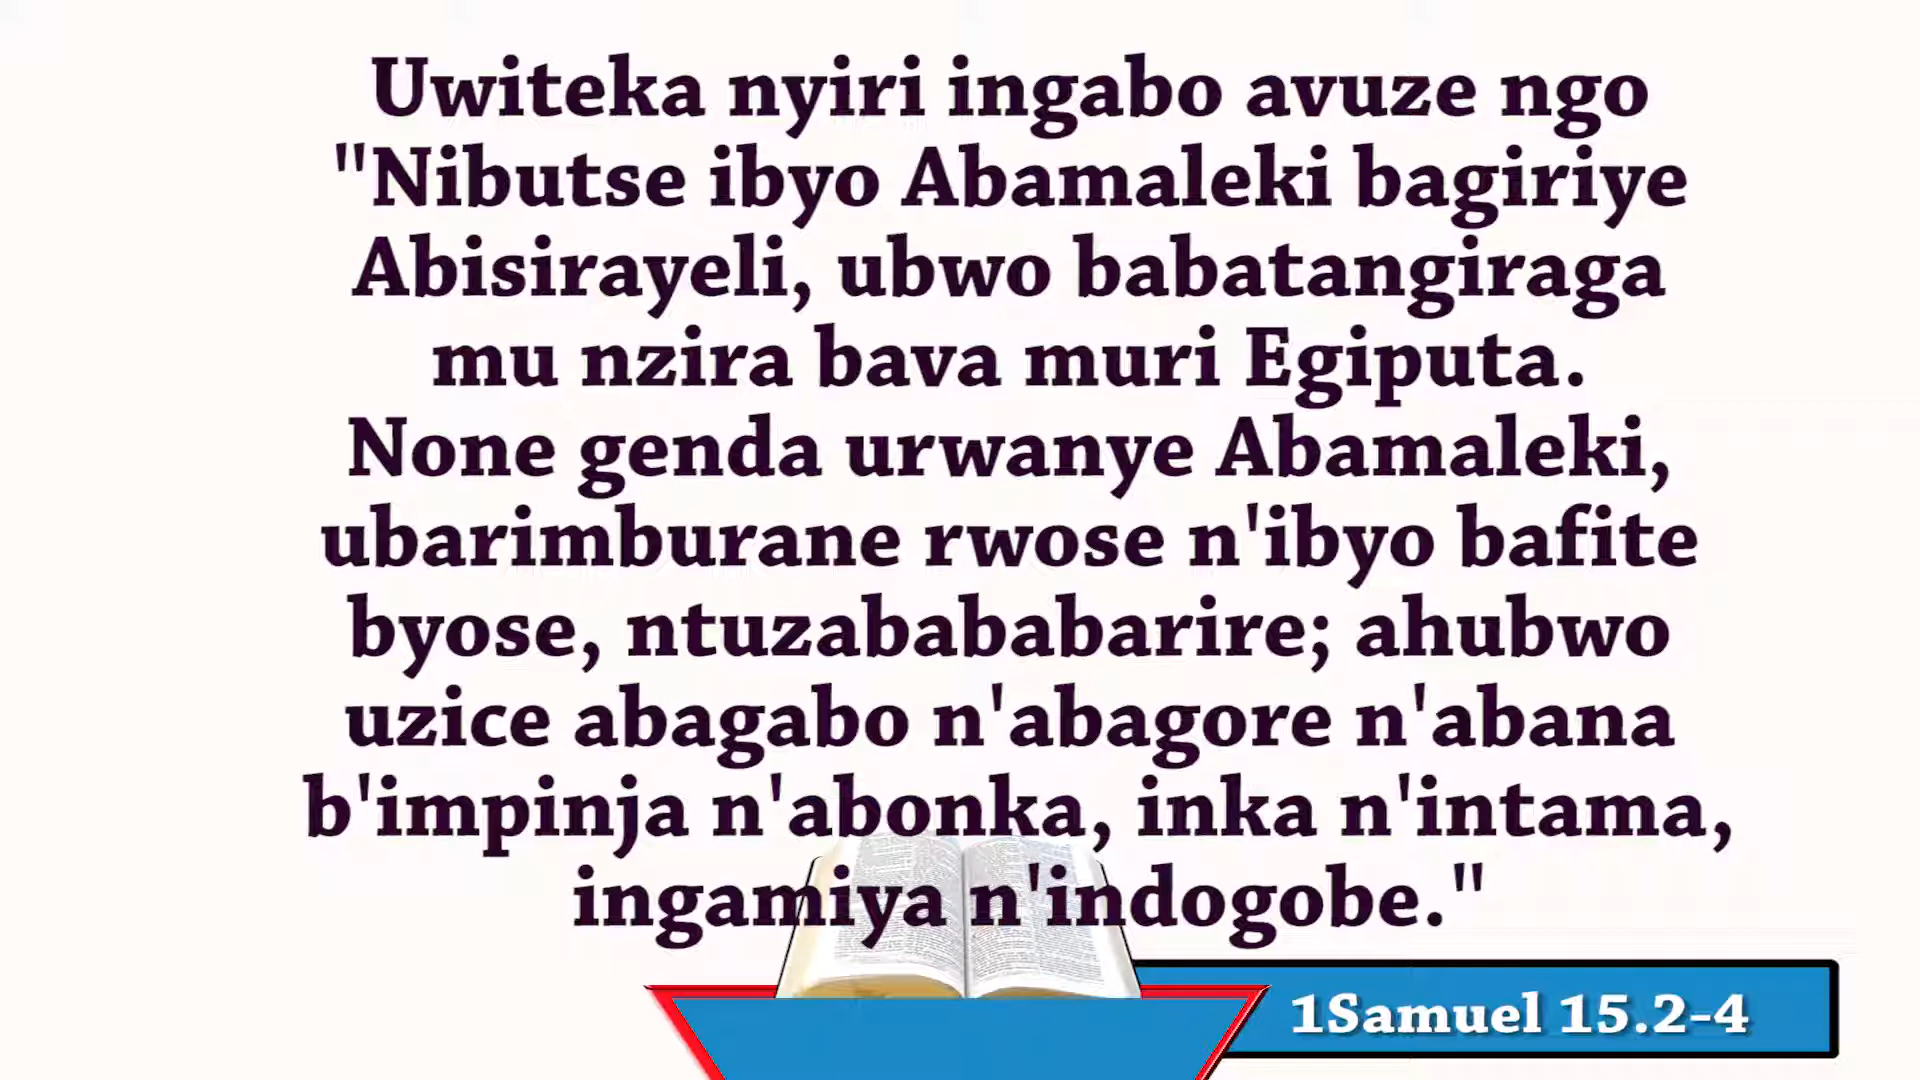 Uwiteka nyiri ingabo avuze ngo
"Nibutse ibyo Abamaleki bagiriye
Abisirayeli, ubwo babatangiraga
mu nzira bava muri Egiputa.
None genda urwanye Abamaleki,
ubarimburane rwose n'ibyo bafite
byose, ntuzabababarire; ahubwo
uzice abagabo n'abagore n'abana
b'impinja n'abonka, inka n'intama,
ingamiya n'indogobe."
1Samuel 15.2-4